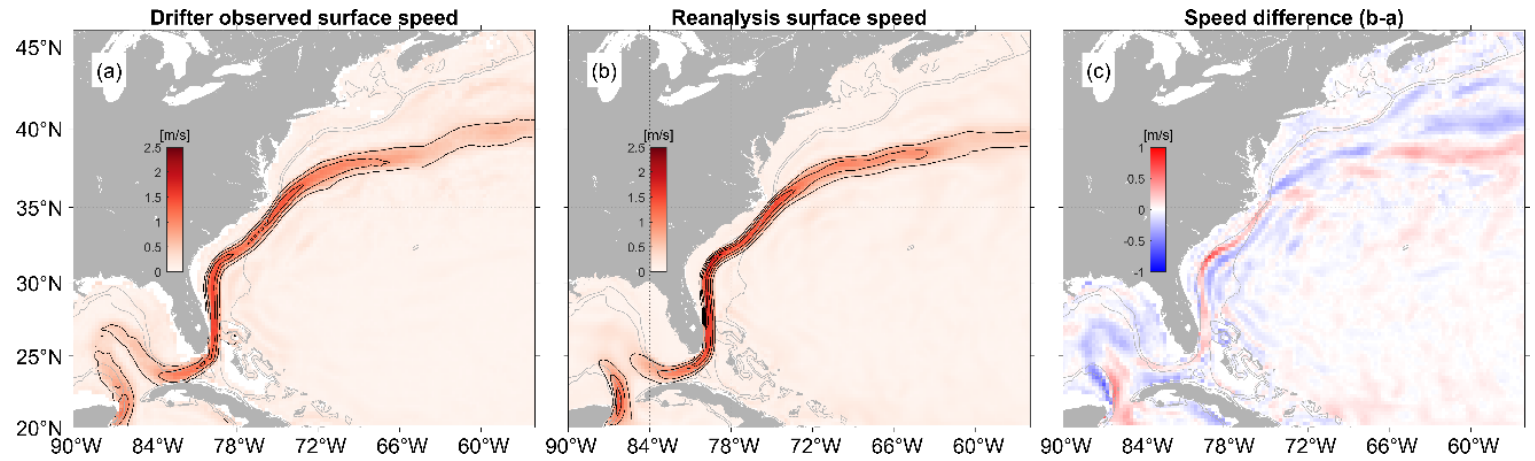 Drifter observed surface speed
Reanalysis surface speed
Speed difference (b-a)
45°N
40°N
35°N
30°N
25°N
20°N
(a)
[m/s]
2.5
2
1.5
1
0.5
0
90°W 84°W 78°W 72°W 66°W 60°W
(b)
[m/s]
2.5
2
1.5
1
0.5
0
90°W 84°W 78°W 72°W 66°W 60°W
(c)
[m/s]
1
0.5
0
-0.5
-1
90°W 84°W 78°W 72°W 66°W 60°W